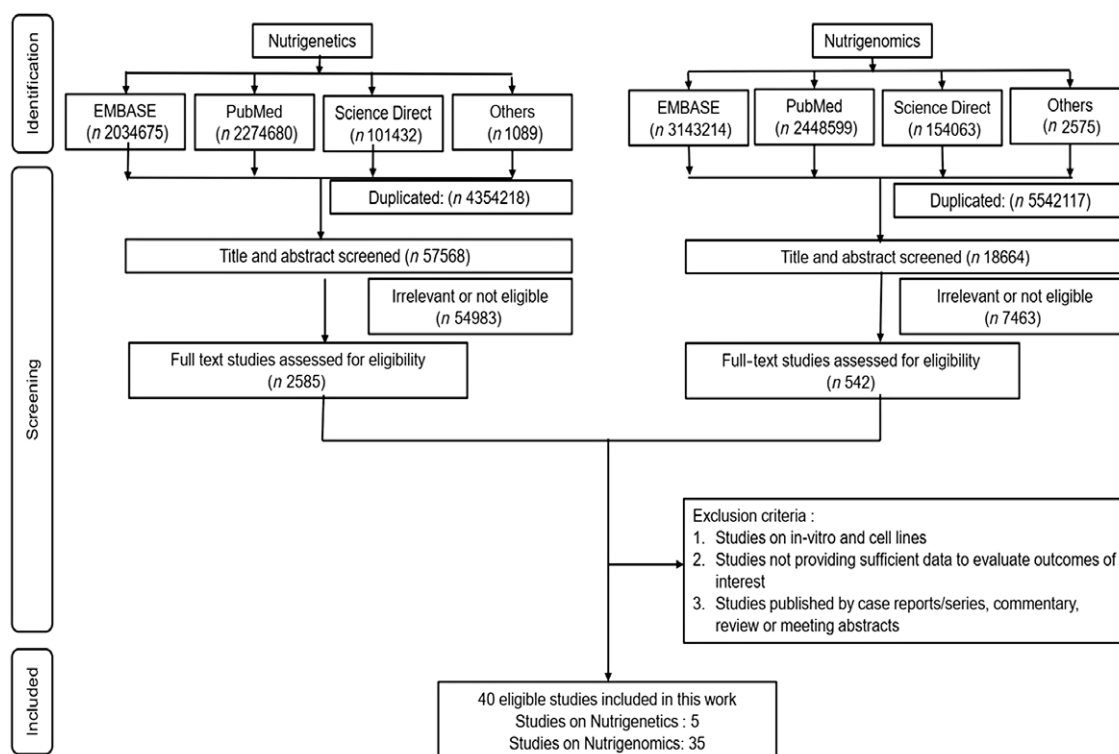 Identification
Nutrigenetics
Nutrigenomics
EMBASE
(n 2034675)
PubMed
(n 2274680)
Science Direct
(n 101432)
Others
(n 1089)
EMBASE
(n 3143214)
PubMed
(n 2448599)
Science Direct
(n 154063)
Others
(n 2575)
Screening
Duplicated: (n 4354218)
Duplicated: (n 5542117)
Title and abstract screened (n 57568)
Title and abstract screened (n 18664)
Irrelevant or not eligible
(n 54983)
Irrelevant or not eligible
(n 7463)
Full text studies assessed for eligibility
(n 2585)
Full-text studies assessed for eligibility
(n 542)
Exclusion criteria :
1. Studies on in-vitro and cell lines
2. Studies not providing sufficient data to evaluate outcomes of
interest
3. Studies published by case reports/series, commentary,
review or meeting abstracts
Included
40 eligible studies included in this work
Studies on Nutrigenetics : 5
Studies on Nutrigenomics: 35